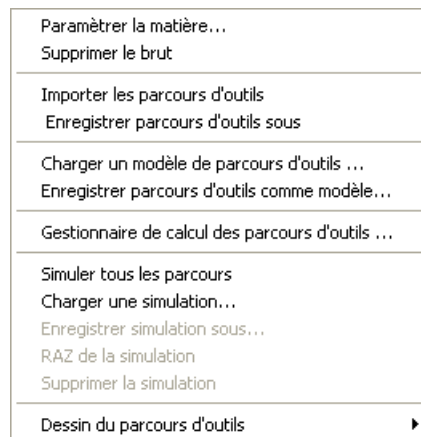 Paramètrer la matière...
Supprimer le brut
Importer les parcours d'outils
Enregistrer parcours d'outils sous
Charger un modèle de parcours d'outils ...
Enregistrer parcours d'outils comme modèle...
Gestionnaire de calcul des parcours d'outils ...
Simuler tous les parcours
Charger une simulation...
Enregistrer simulation sous...
RAZ de la simulation
Supprimer la simulation
Dessin du parcours d'outils